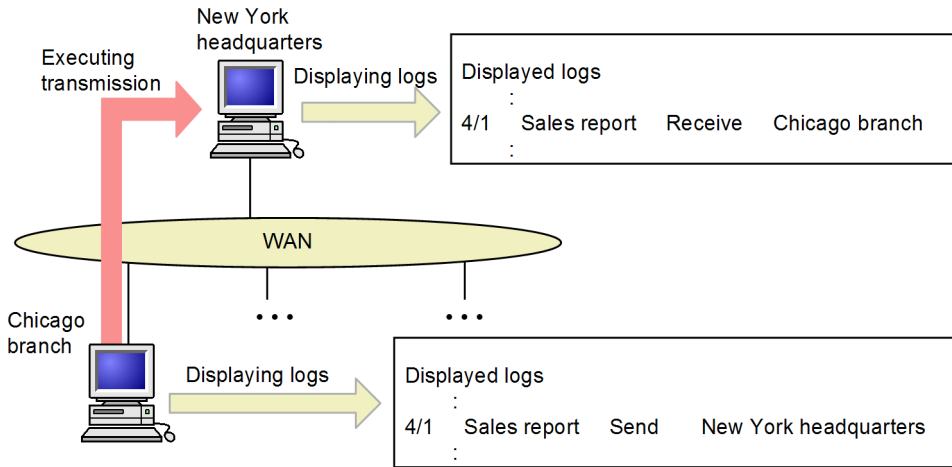 New York
headquarters
Executing
transmission
Displaying logs
Displayed logs
:
4/1 Sales report Receive Chicago branch
:
WAN
• • •
• • •
Chicago
branch
Displaying logs
Displayed logs
:
4/1 Sales report Send New York headquarters
: